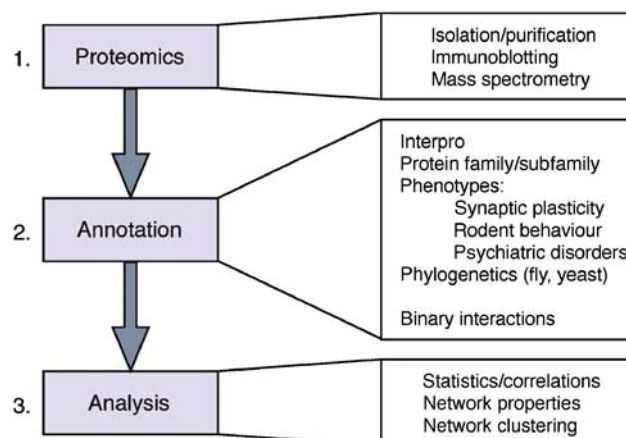 1.
Proteomics
Isolation/purification
Immunoblotting
Mass spectrometry
2.
Annotation
Interpro
Protein family/subfamily
Phenotypes:
Synaptic plasticity
Rodent behaviour
Psychiatric disorders
Phylogenetics (fly, yeast)
Binary interactions
3.
Analysis
Statistics/correlations
Network properties
Network clustering